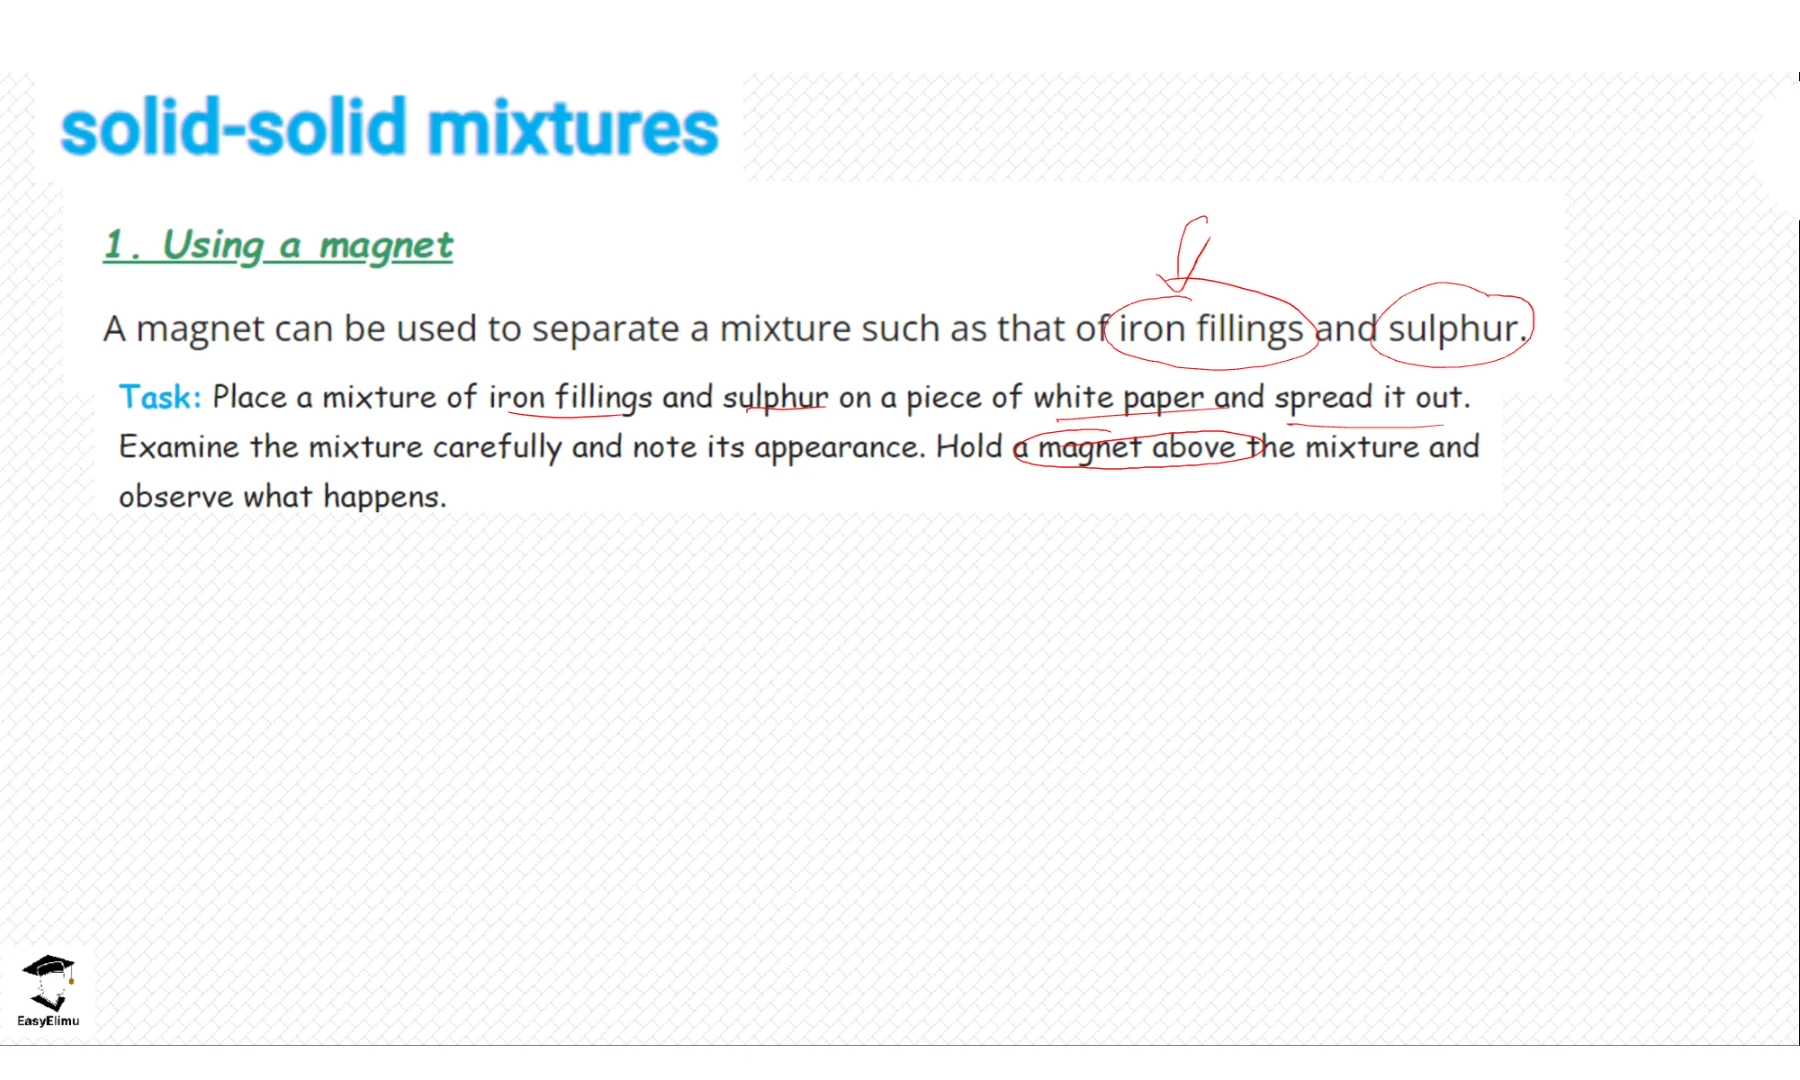 solid-solid mixtures
1. Using a magnet
A magnet can be used to separate a mixture such as that of iron fillings and sulphur.
Task: Place a mixture of iron fillings and sulphur on a piece of white paper and spread it out.
Examine the mixture carefully and note its appearance. Hold a magnet above the mixture and
observe what happens.
EasyElimu